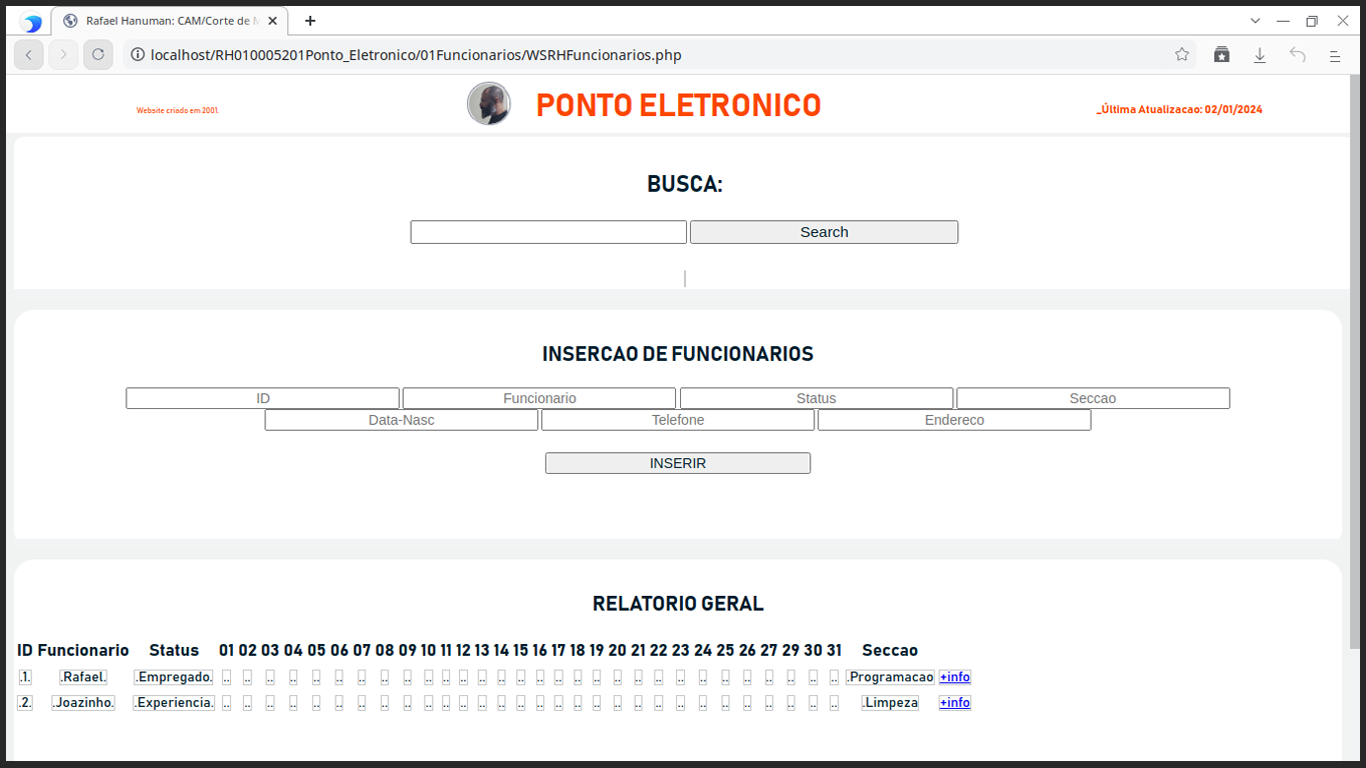 Rafael Hanuman: CAM/Corte de M
localhost/RH010005201Ponto_Eletronico/01Funcionarios/WSRHFuncionarios.php
Website criado em 2001.
PONTO ELETRONICO
_Última Atualizacao: 02/01/2024
BUSCA:
Search
INSERCAO DE FUNCIONARIOS
ID Funcionario Status Seccao
Data-Nasc Telefone Endereco
INSERIR
RELATORIO GERAL
ID Funcionario Status 01 02 03 04 05 06 07 08 09 10 11 12 13 14 15 16 17 18 19 20 21 22 23 24 25 26 27 28 29 30 31 Seccao
.1. .Rafael. .Empregado. .. .. .. .. .. .. .. .. .. .. .. .. .. .. .. .. .. .. .. .. .. .. .. .. .. .. .. .. .. .. .. .Programacao +info
.2. .Joazinho. .Experiencia. .. .. .. .. .. .. .. .. .. .. .. .. .. .. .. .. .. .. .. .. .. .. .. .. .. .. .. .. .. .. .. .Limpeza +info